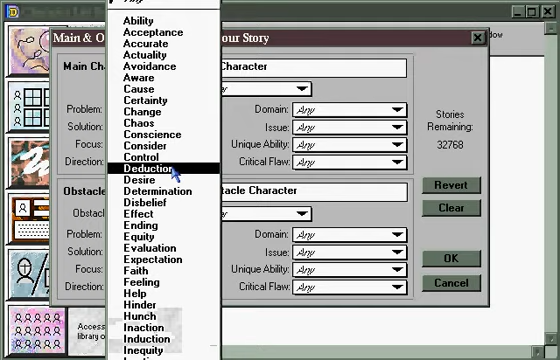 Any
Main & O
our Story
dow
Ability
Acceptance
Accurate
Actuality
Avoidance
Aware
Cause
Certainty
Change
Chaos
Conscience
Consider
Control
Deduction
Desire
Determination
Disbelief
Effect
Ending
Equity
Evaluation
Expectation
Faith
Feeling
Help
Hinder
Hunch
Inaction
Induction
Inequity
Main Cha
Character
Problem:
Solution:
Focus:
Direction:
Domain: Any
Issue: Any
Unique Ability: Any
Critical Flaw: Any
Obstac
tacle Character
Obstac
Problem:
Solution:
Focus:
Direction:
Domain: Any
Issue: Any
Unique Ability: Any
Critical Flaw: Any
Stories
Remaining:
32768
Revert
Clear
OK
Cancel
Access
library o